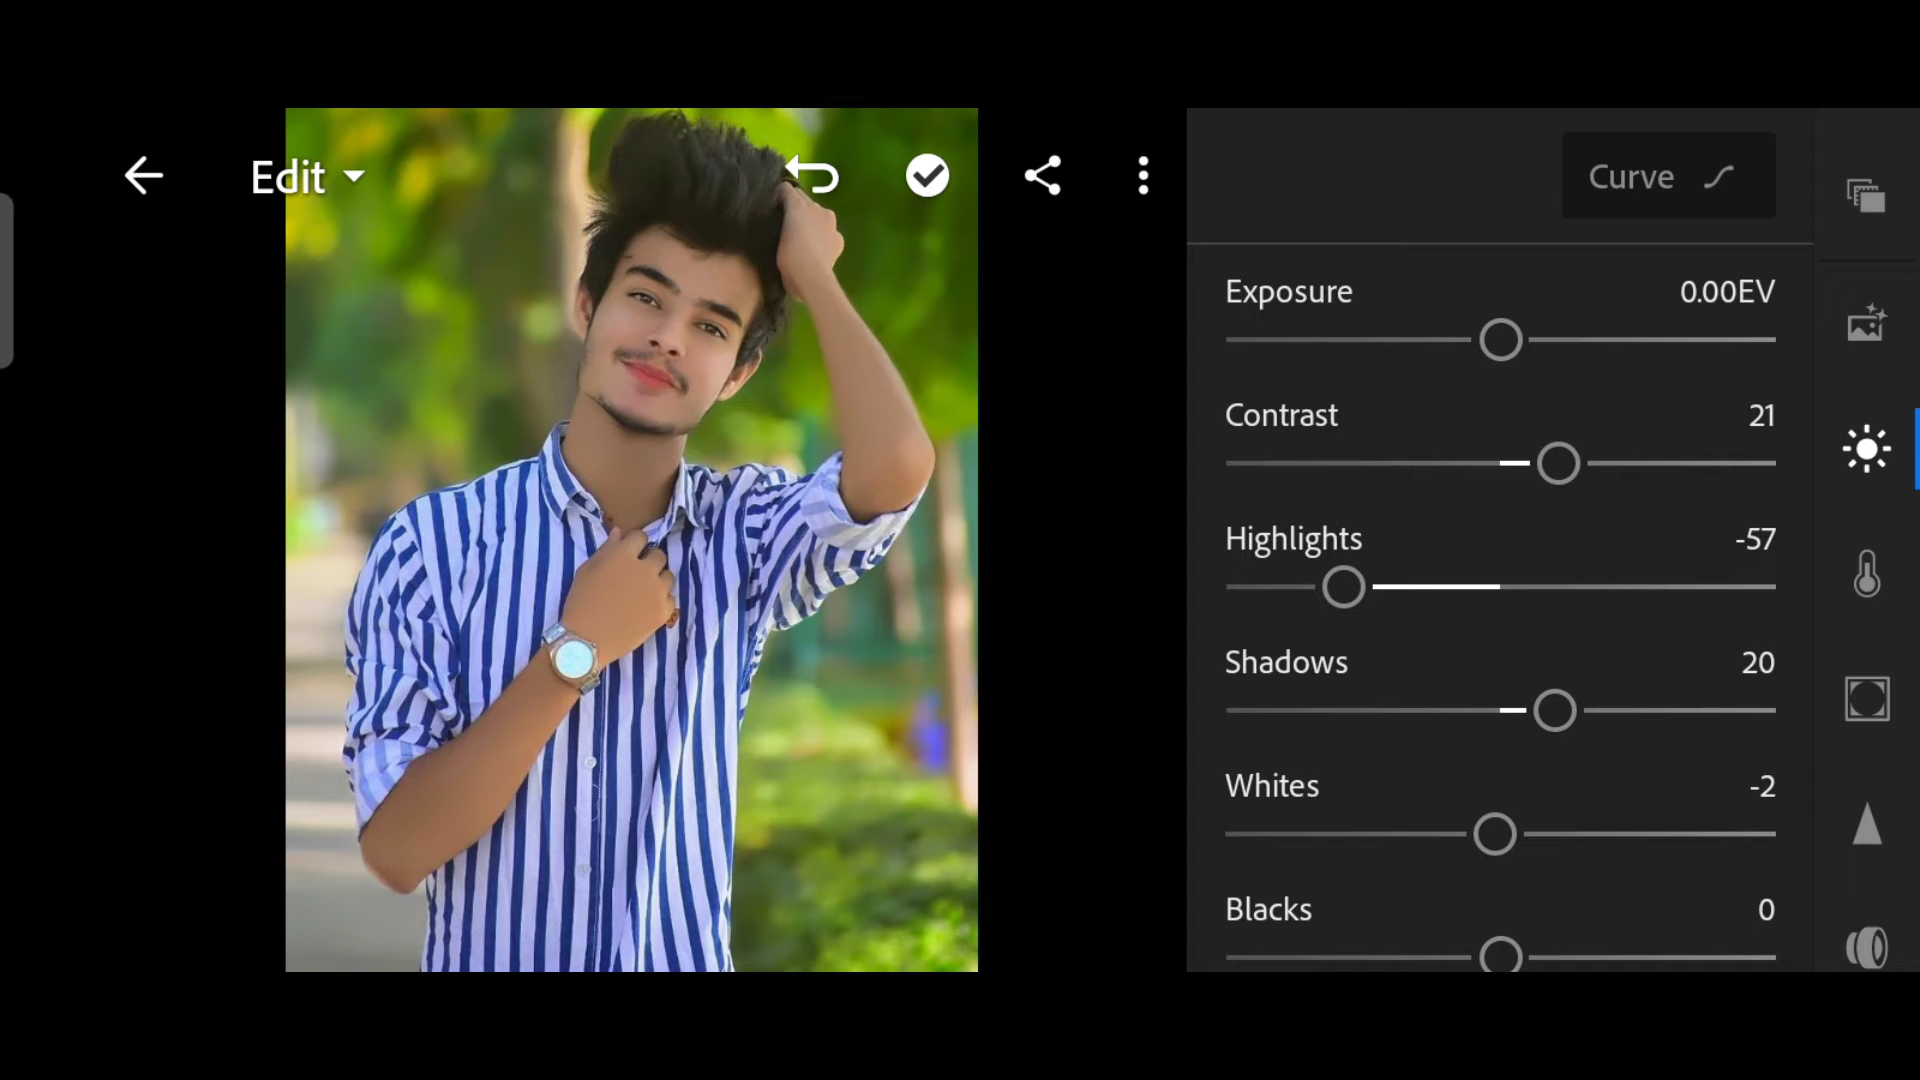 Edit
Curve
Exposure 0.00EV
Contrast 21
Highlights -57
Shadows 20
Whites -2
Blacks 0